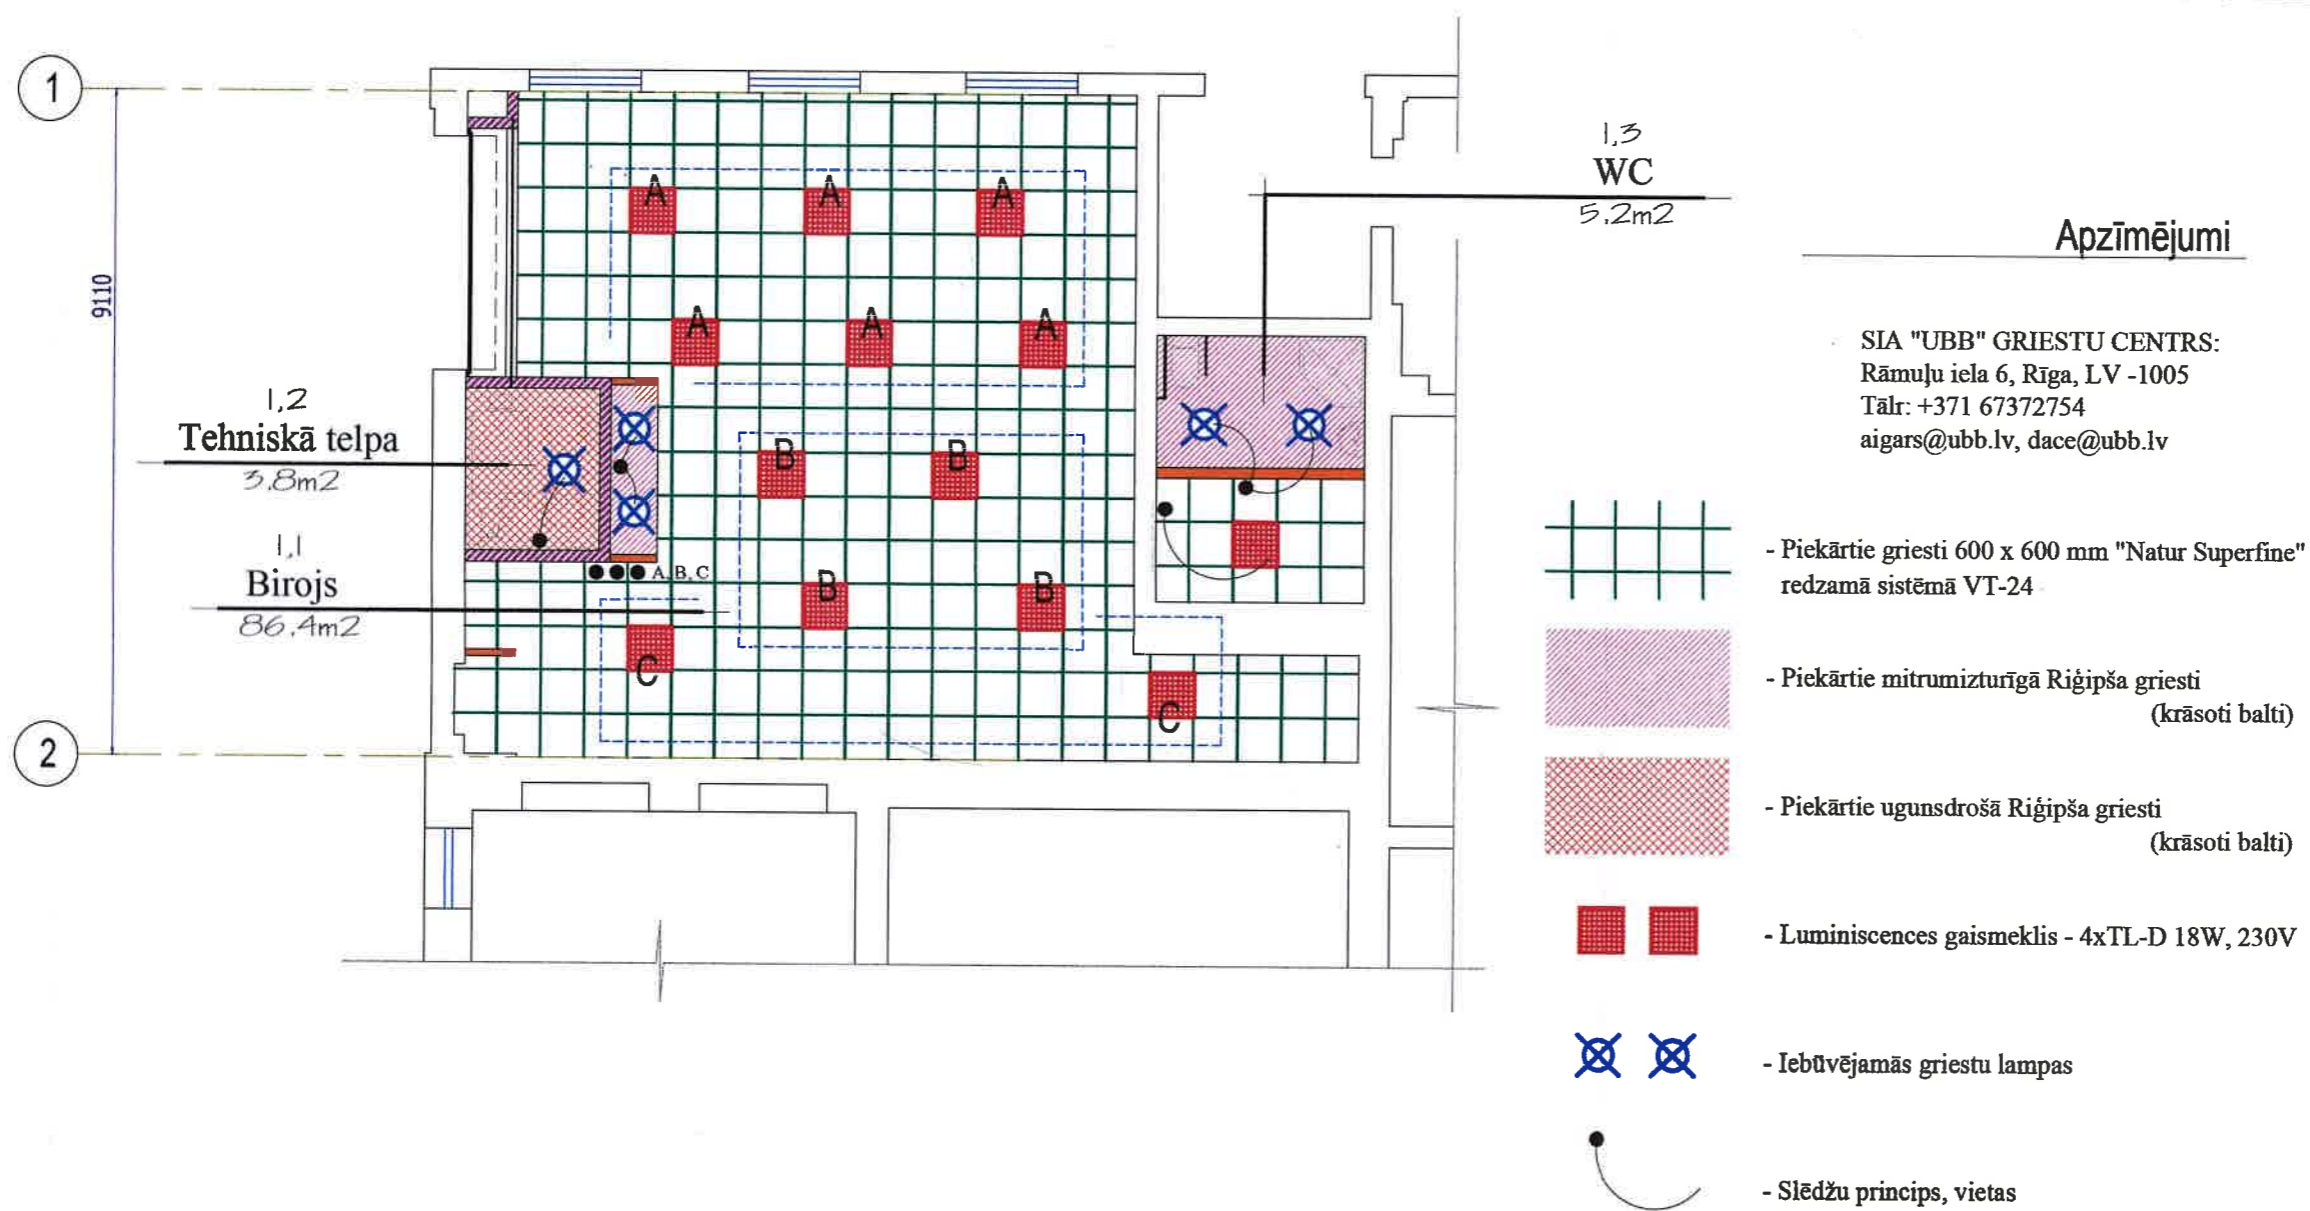 1
2
9110
1,3
WC
5.2m2
1,2
Tehniskā telpa
3.8m2
1,1
Birojs
86.4m2
A
A
A
A
A
A
B
B
B
B
A, B, C
C
C
Apzīmējumi
SIA "UBB" GRIESTU CENTRS:
Rāmuļu iela 6, Rīga, LV -1005
Tālr: +371 67372754
aigars@ubb.lv, dace@ubb.lv
- Piekārtie griesti 600 x 600 mm "Natur Superfine"
redzamā sistēmā VT-24
- Piekārtie mitrumizturīgā Riģipša griesti
(krāsoti balti)
- Piekārtie ugunsdrošā Riģipša griesti
(krāsoti balti)
- Luminiscences gaismeklis - 4xTL-D 18W, 230V
- Iebūvējamās griestu lampas
- Slēdžu princips, vietas